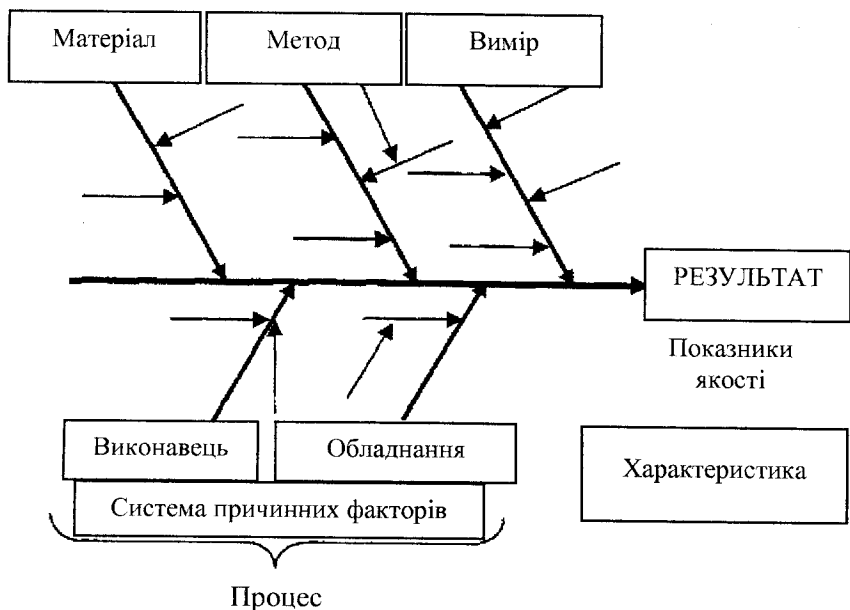 Матеріал
Метод
Вимір
РЕЗУЛЬТАТ
Показники
якості
Виконавець
Обладнання
Характеристика
Система причинних факторів
Процес